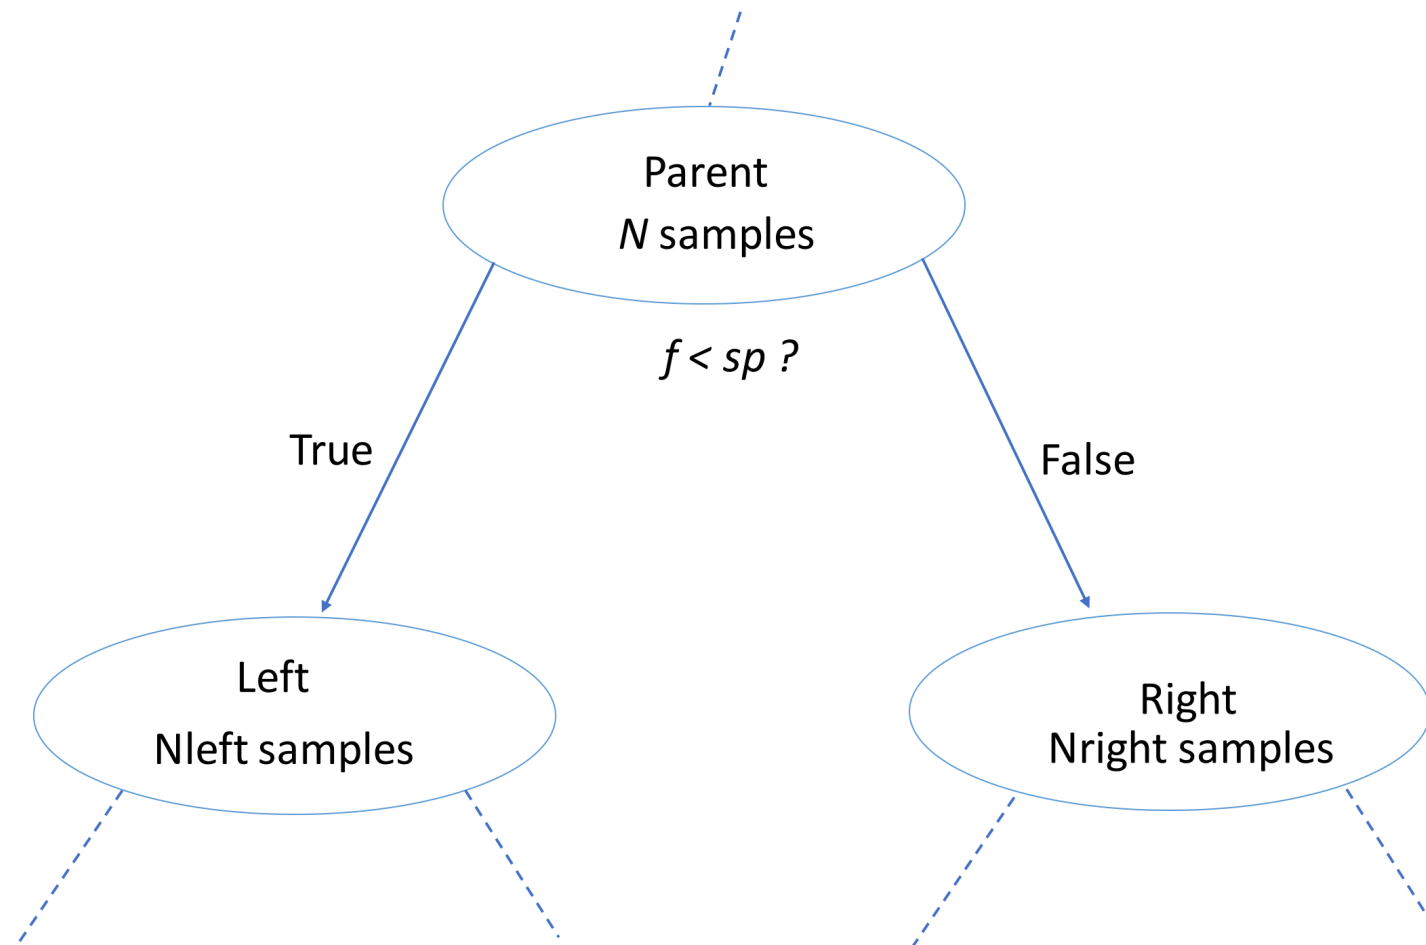 Parent
N samples
f < sp ?
True
False
Left
Nleft samples
Right
Nright samples